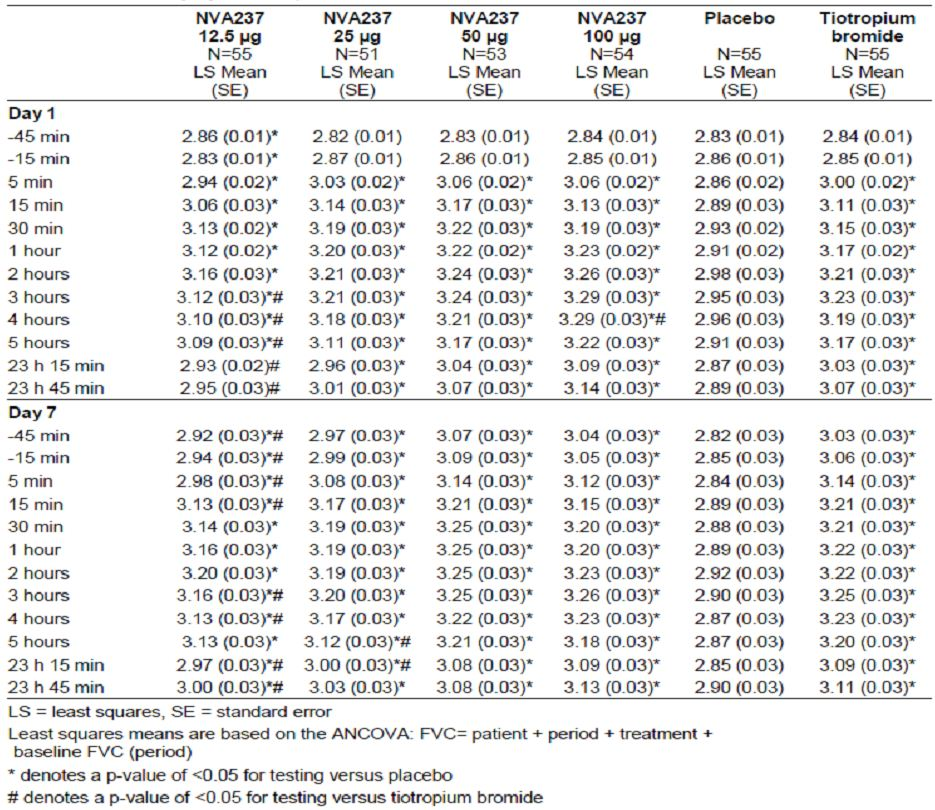 NVA237 NVA237 NVA237 NVA237 Placebo Tiotropium
12.5 µg 25 µg 50 µg 100 µg bromide
N=55 N=51 N=53 N=54 N=55 N=55
LS Mean LS Mean LS Mean LS Mean LS Mean LS Mean
(SE) (SE) (SE) (SE) (SE) (SE)
Day 1
-45 min 2.86 (0.01)* 2.82 (0.01) 2.83 (0.01) 2.84 (0.01) 2.83 (0.01) 2.84 (0.01)
-15 min 2.83 (0.01)* 2.87 (0.01) 2.86 (0.01) 2.85 (0.01) 2.86 (0.01) 2.85 (0.01)
5 min 2.94 (0.02)* 3.03 (0.02)* 3.06 (0.02)* 3.06 (0.02)* 2.86 (0.02) 3.00 (0.02)*
15 min 3.06 (0.03)* 3.14 (0.03)* 3.17 (0.03)* 3.13 (0.03)* 2.89 (0.03) 3.11 (0.03)*
30 min 3.13 (0.02)* 3.19 (0.03)* 3.22 (0.03)* 3.19 (0.03)* 2.93 (0.02) 3.15 (0.03)*
1 hour 3.12 (0.02)* 3.20 (0.03)* 3.22 (0.02)* 3.23 (0.02)* 2.91 (0.02) 3.17 (0.02)*
2 hours 3.16 (0.03)* 3.21 (0.03)* 3.24 (0.03)* 3.26 (0.03)* 2.98 (0.03) 3.21 (0.03)*
3 hours 3.12 (0.03)*# 3.21 (0.03)* 3.24 (0.03)* 3.29 (0.03)* 2.95 (0.03) 3.23 (0.03)*
4 hours 3.10 (0.03)*# 3.18 (0.03)* 3.21 (0.03)* 3.29 (0.03)*# 2.96 (0.03) 3.19 (0.03)*
5 hours 3.09 (0.03)*# 3.11 (0.03)* 3.17 (0.03)* 3.22 (0.03)* 2.91 (0.03) 3.17 (0.03)*
23 h 15 min 2.93 (0.02)# 2.96 (0.03)* 3.04 (0.03)* 3.09 (0.03)* 2.87 (0.03) 3.03 (0.03)*
23 h 45 min 2.95 (0.03)# 3.01 (0.03)* 3.07 (0.03)* 3.14 (0.03)* 2.89 (0.03) 3.07 (0.03)*
Day 7
-45 min 2.92 (0.03)*# 2.97 (0.03)* 3.07 (0.03)* 3.04 (0.03)* 2.82 (0.03) 3.03 (0.03)*
-15 min 2.94 (0.03)*# 2.99 (0.03)* 3.09 (0.03)* 3.05 (0.03)* 2.85 (0.03) 3.06 (0.03)*
5 min 2.98 (0.03)*# 3.08 (0.03)* 3.14 (0.03)* 3.12 (0.03)* 2.84 (0.03) 3.14 (0.03)*
15 min 3.13 (0.03)*# 3.17 (0.03)* 3.21 (0.03)* 3.15 (0.03)* 2.89 (0.03) 3.21 (0.03)*
30 min 3.14 (0.03)* 3.19 (0.03)* 3.25 (0.03)* 3.20 (0.03)* 2.88 (0.03) 3.21 (0.03)*
1 hour 3.16 (0.03)* 3.19 (0.03)* 3.25 (0.03)* 3.20 (0.03)* 2.89 (0.03) 3.22 (0.03)*
2 hours 3.20 (0.03)* 3.19 (0.03)* 3.25 (0.03)* 3.23 (0.03)* 2.92 (0.03) 3.22 (0.03)*
3 hours 3.16 (0.03)*# 3.20 (0.03)* 3.25 (0.03)* 3.26 (0.03)* 2.90 (0.03) 3.25 (0.03)*
4 hours 3.13 (0.03)*# 3.17 (0.03)* 3.22 (0.03)* 3.23 (0.03)* 2.87 (0.03) 3.23 (0.03)*
5 hours 3.13 (0.03)* 3.12 (0.03)*# 3.21 (0.03)* 3.18 (0.03)* 2.87 (0.03) 3.20 (0.03)*
23 h 15 min 2.97 (0.03)*# 3.00 (0.03)*# 3.08 (0.03)* 3.09 (0.03)* 2.85 (0.03) 3.09 (0.03)*
23 h 45 min 3.00 (0.03)*# 3.03 (0.03)* 3.08 (0.03)* 3.13 (0.03)* 2.90 (0.03) 3.11 (0.03)*
LS = least squares, SE = standard error
Least squares means are based on the ANCOVA: FVC= patient + period + treatment +
baseline FVC (period)
* denotes a p-value of <0.05 for testing versus placebo
# denotes a p-value of <0.05 for testing versus tiotropium bromide